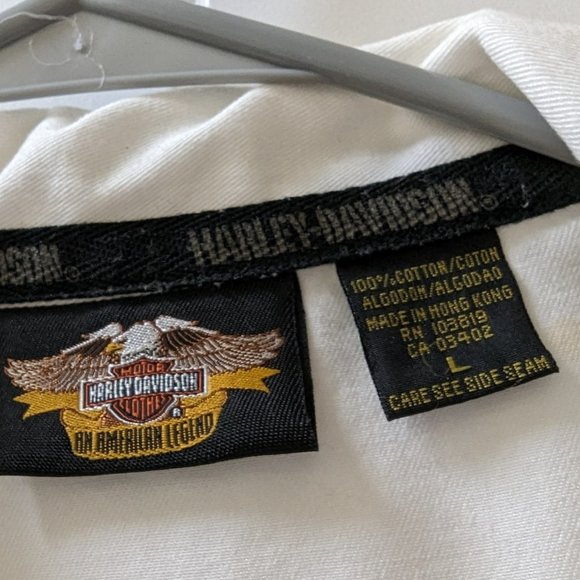 DSON®
HARLEY-DAVIDSON®
MOTOR
HARLEY-DAVIDSON
CLOTHES
®
AN AMERICAN LEGEND
100% COTTON/COTON
ALGODON/ALGODAO
MADE IN HONG KONG
RN 103819
CA 03402
L
CARE SEE SIDE SEAM